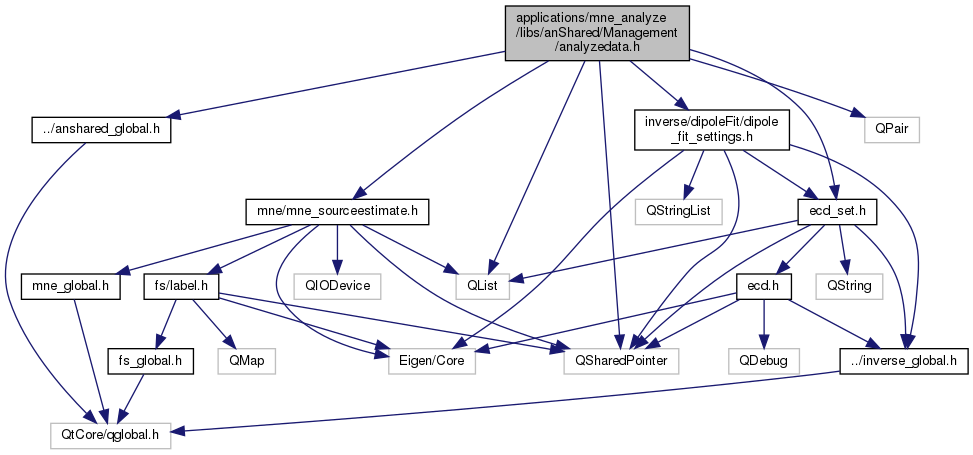 applications/mne_analyze
/libs/anShared/Management
/analyzedata.h
../anshared_global.h
inverse/dipoleFit/dipole
_fit_settings.h
QPair
mne/mne_sourceestimate.h
QStringList
ecd_set.h
mne_global.h
fs/label.h
QIODevice
QList
ecd.h
QString
fs_global.h
QMap
Eigen/Core
QSharedPointer
QDebug
../inverse_global.h
QtCore/qglobal.h